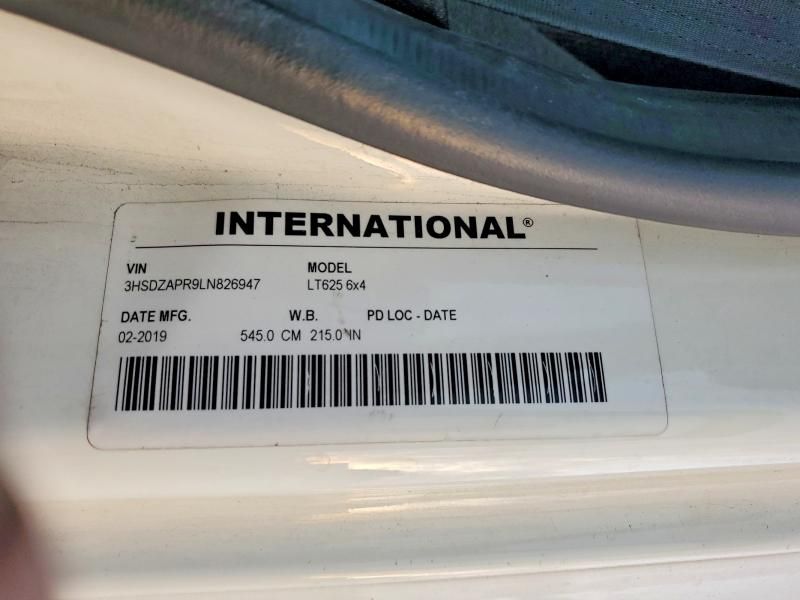 INTERNATIONAL®
VIN MODEL
3HSDZAPR9LN826947 LT625 6x4
DATE MFG. W.B. PD LOC - DATE
02-2019 545.0 CM 215.0 IN